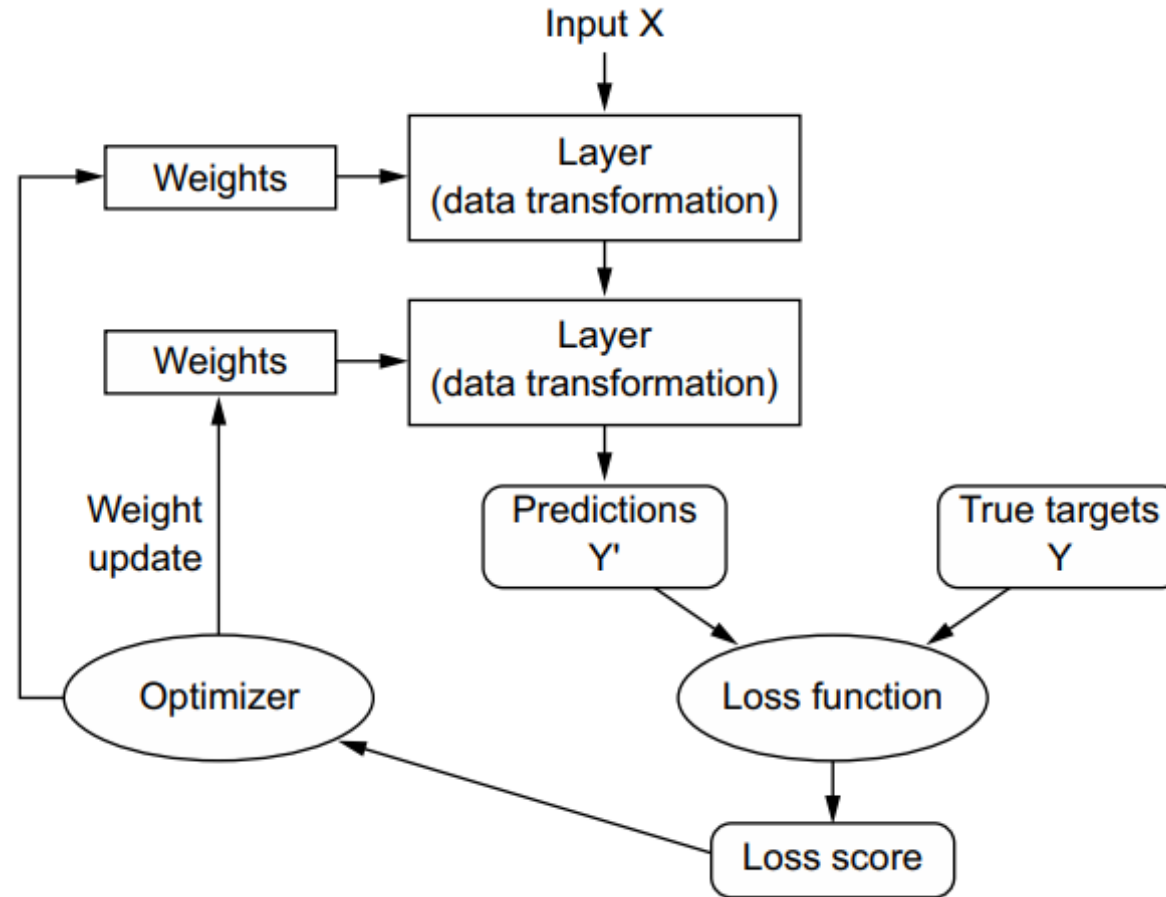 Input X
Layer
(data transformation)
Weights
Layer
(data transformation)
Weights
Weight
update
Predictions
Y'
True targets
Y
Optimizer
Loss function
Loss score